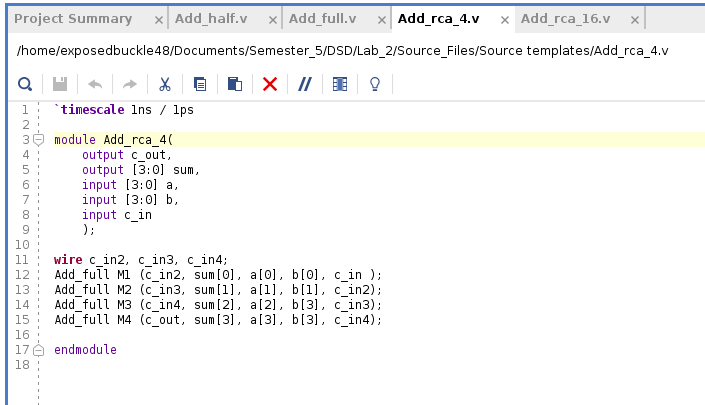 Project Summary × Add_half.v × Add_full.v × Add_rca_4.v × Add_rca_16.v ×
/home/exposedbuckle48/Documents/Semester_5/DSD/Lab_2/Source_Files/Source templates/Add_rca_4.v
1 `timescale 1ns / 1ps
2
3 module Add_rca_4(
4 output c_out,
5 output [3:0] sum,
6 input [3:0] a,
7 input [3:0] b,
8 input c_in
9 );
10
11 wire c_in2, c_in3, c_in4;
12 Add_full M1 (c_in2, sum[0], a[0], b[0], c_in );
13 Add_full M2 (c_in3, sum[1], a[1], b[1], c_in2);
14 Add_full M3 (c_in4, sum[2], a[2], b[3], c_in3);
15 Add_full M4 (c_out, sum[3], a[3], b[3], c_in4);
16
17 endmodule
18